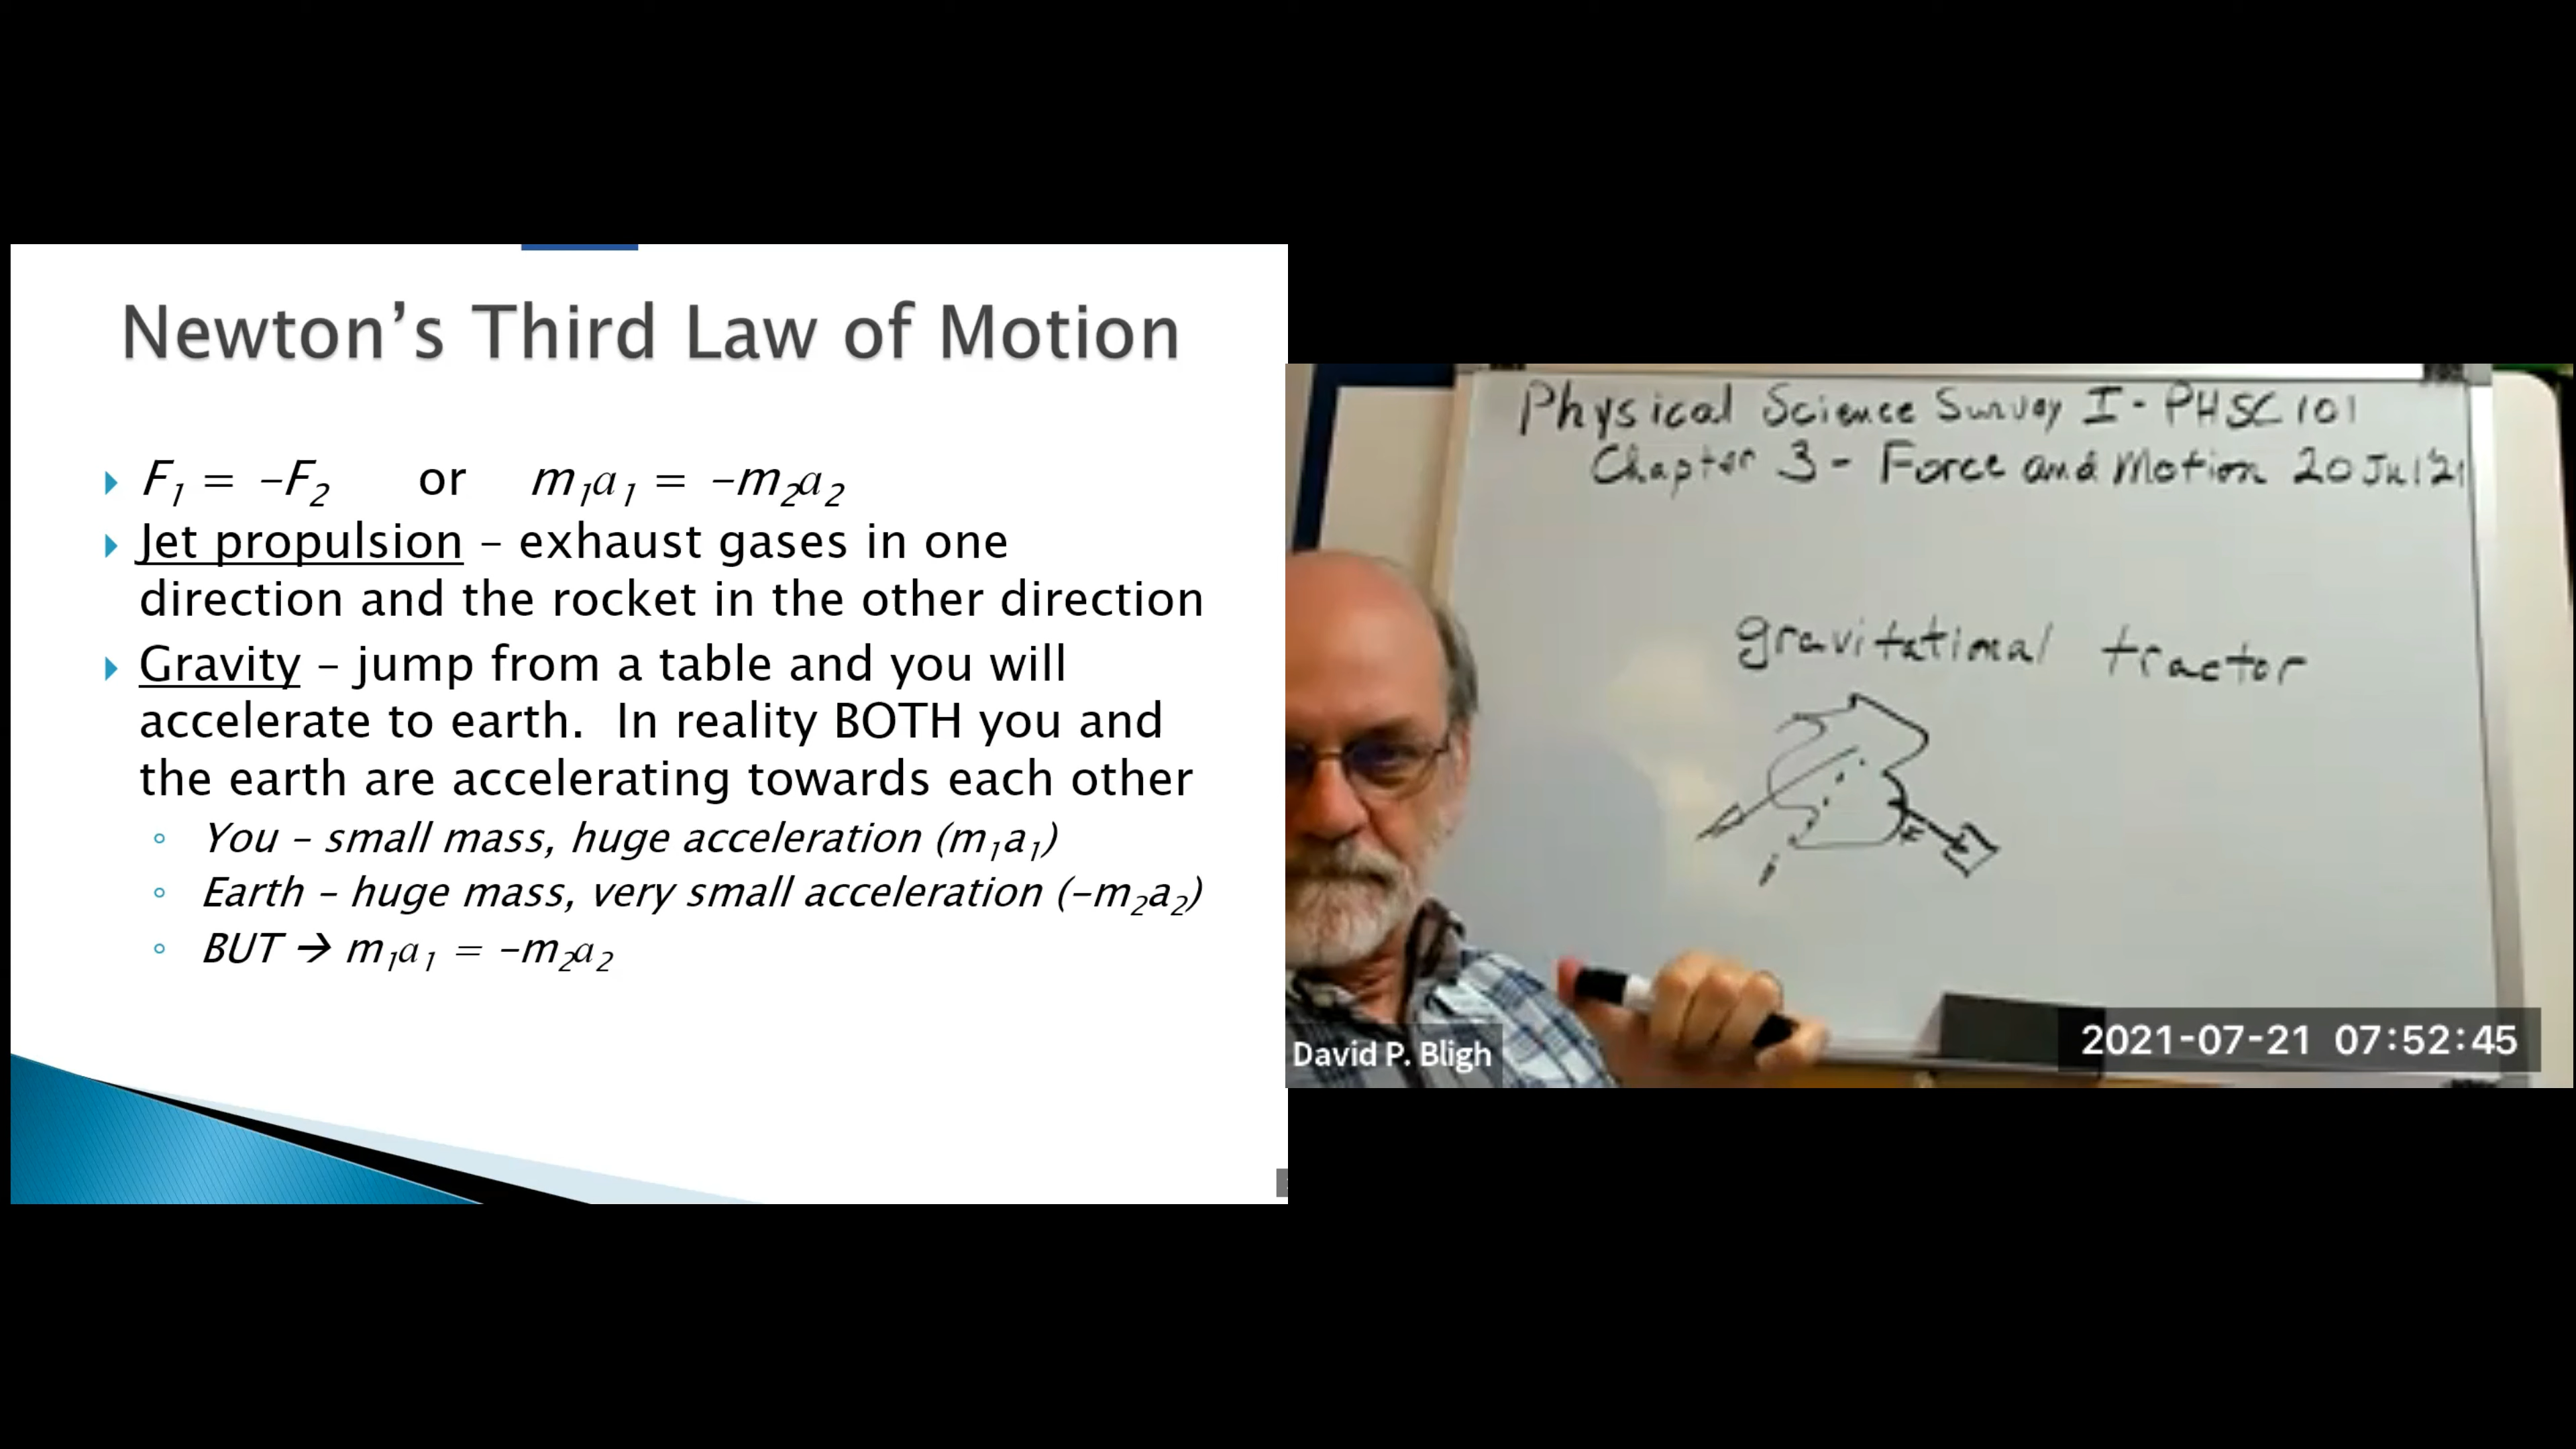 Newton’s Third Law of Motion
F1 = -F2 or m1a1 = -m2a2
Jet propulsion – exhaust gases in one
direction and the rocket in the other direction
Gravity – jump from a table and you will
accelerate to earth. In reality BOTH you and
the earth are accelerating towards each other
You – small mass, huge acceleration (m1a1)
Earth – huge mass, very small acceleration (-m2a2)
BUT → m1a1 = -m2a2
Physical Science Survey I - PHSC 101
Chapter 3 - Force and Motion 20 Jul 21
gravitational tractor
David P. Bligh
2021-07-21 07:52:45